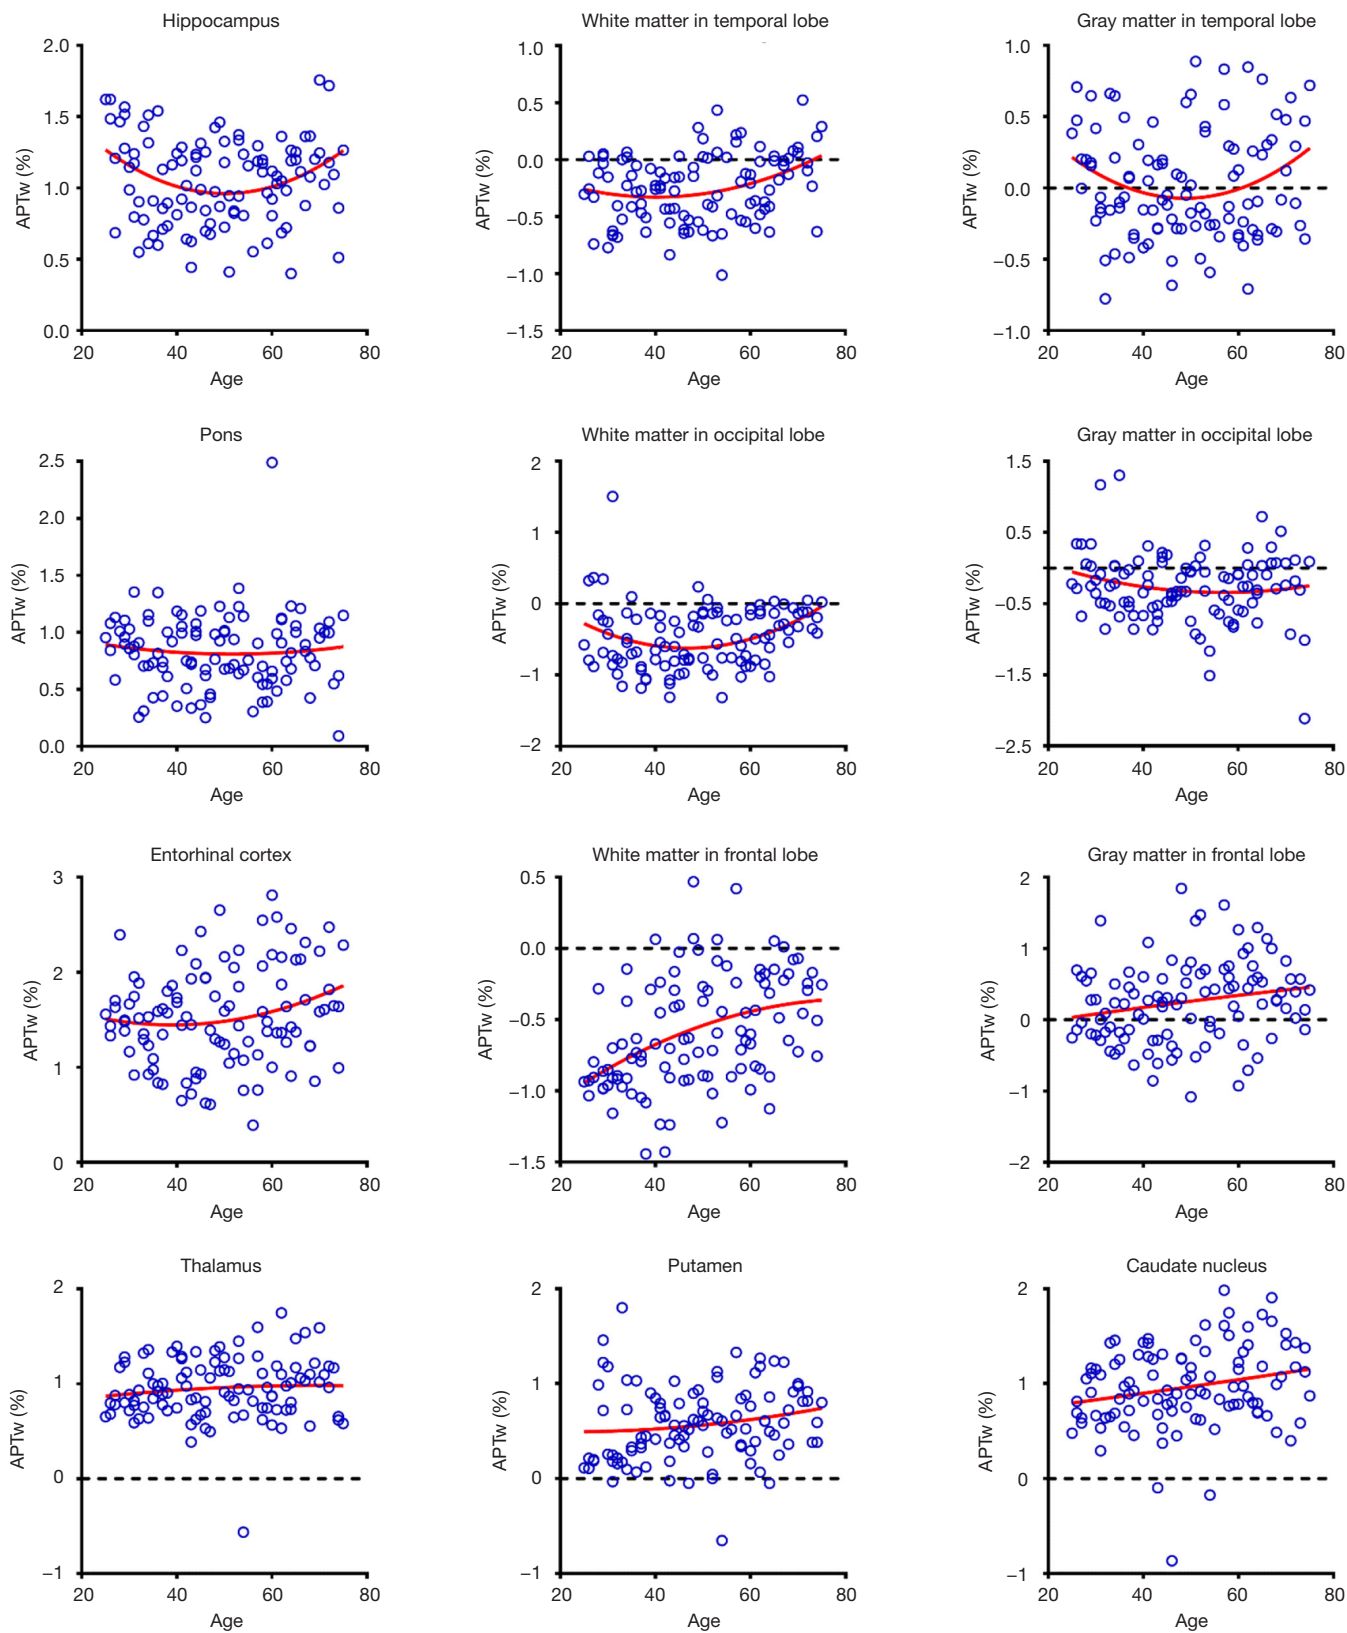 Hippocampus
2.0
1.5
1.0
0.5
0.0
20 40 60 80
APTw (%)
Age
White matter in temporal lobe
1.0
0.5
0.0
−0.5
−1.0
−1.5
20 40 60 80
APTw (%)
Age
Gray matter in temporal lobe
1.0
0.5
0.0
−0.5
−1.0
20 40 60 80
APTw (%)
Age
Pons
2.5
2.0
1.5
1.0
0.5
0.0
20 40 60 80
APTw (%)
Age
White matter in occipital lobe
2
1
0
−1
−2
20 40 60 80
APTw (%)
Age
Gray matter in occipital lobe
1.5
0.5
−0.5
−1.5
−2.5
20 40 60 80
APTw (%)
Age
Entorhinal cortex
3
2
1
0
20 40 60 80
APTw (%)
Age
White matter in frontal lobe
0.5
0.0
−0.5
−1.0
−1.5
20 40 60 80
APTw (%)
Age
Gray matter in frontal lobe
2
1
0
−1
−2
20 40 60 80
APTw (%)
Age
Thalamus
2
1
0
−1
20 40 60 80
APTw (%)
Age
Putamen
2
1
0
−1
20 40 60 80
APTw (%)
Age
Caudate nucleus
2
1
0
−1
20 40 60 80
APTw (%)
Age